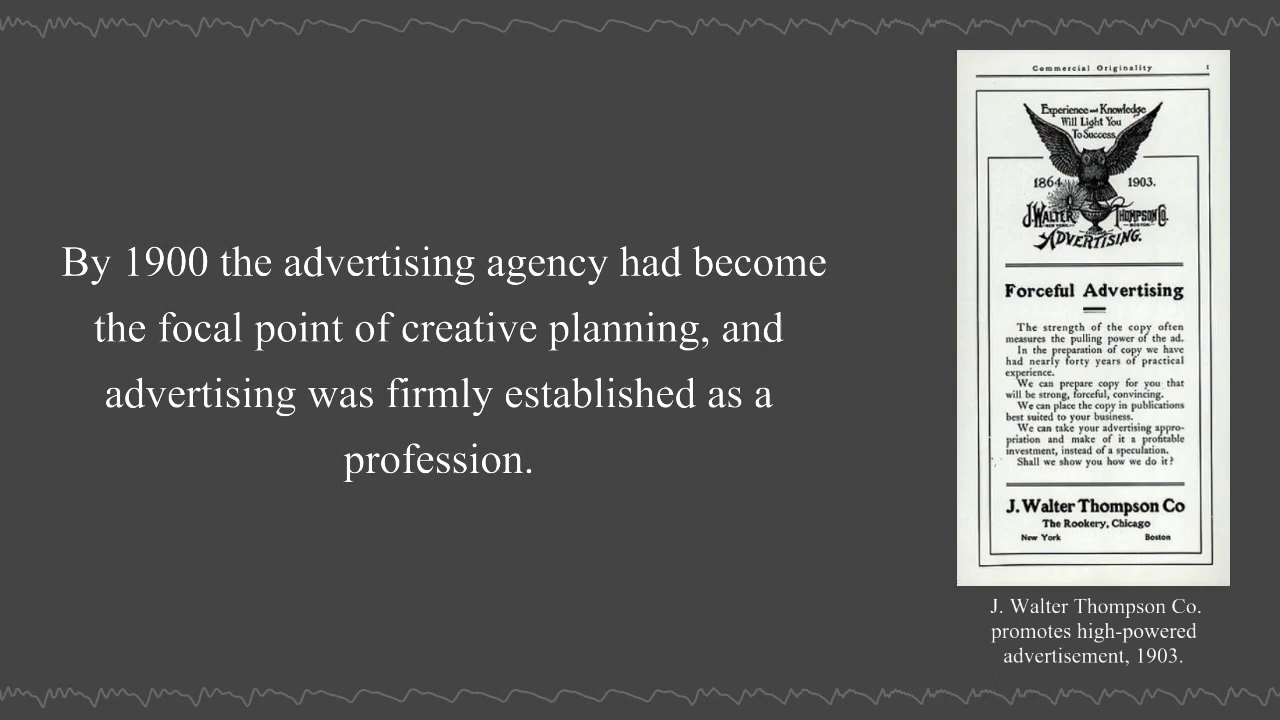 By 1900 the advertising agency had become
the focal point of creative planning, and
advertising was firmly established as a
profession.
Commercial Originality 1
Experience and Knowledge
Will Light You
To Success.
1864 1903.
J. Walter Thompson Co.
New York. Boston.
Advertising.
Forceful Advertising
The strength of the copy often
measures the pulling power of the ad.
In the preparation of copy we have
had nearly forty years of practical
experience.
We can prepare copy for you that
will be strong, forceful, convincing.
We can place the copy in publications
best suited to your business.
We can take your advertising appro-
priation and make of it a profitable
investment, instead of a speculation.
Shall we show you how we do it?
J. Walter Thompson Co
The Rookery, Chicago
New York Boston
J. Walter Thompson Co.
promotes high-powered
advertisement, 1903.